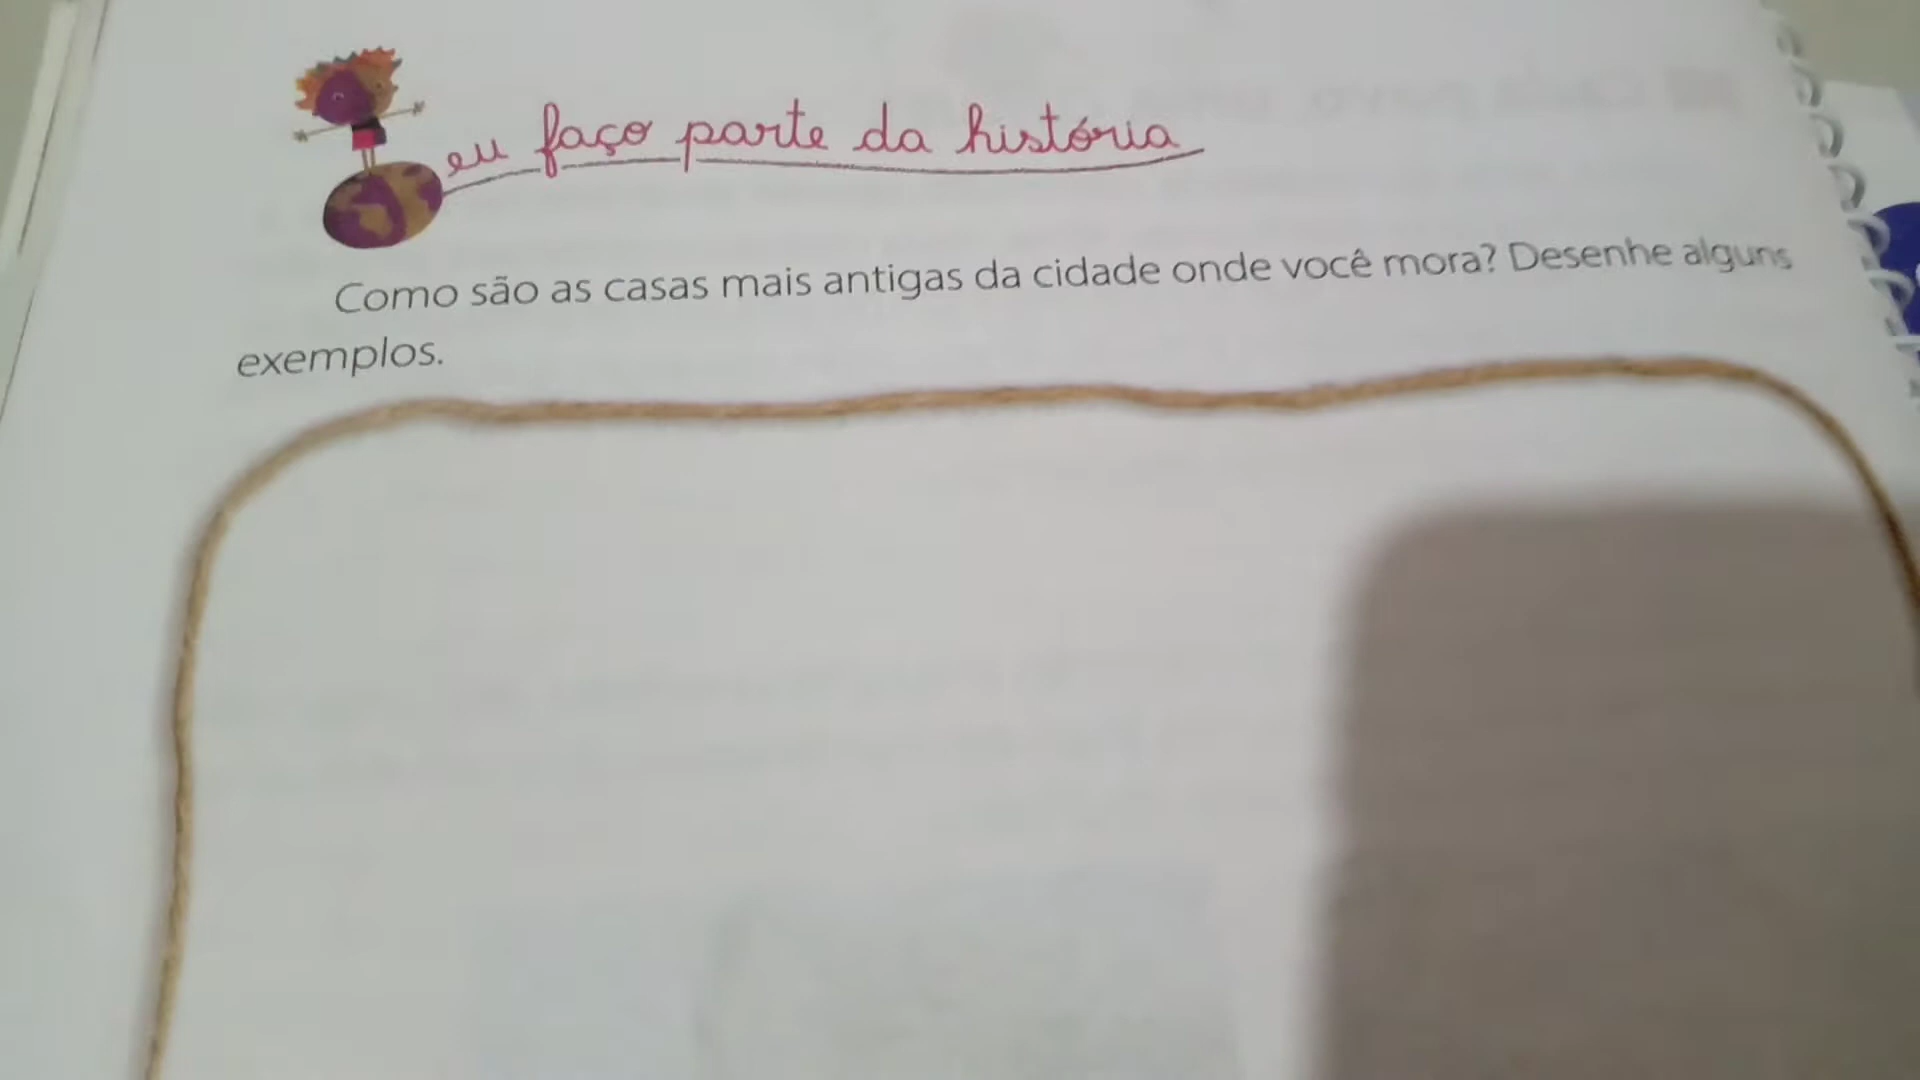 eu faço parte da história
Como são as casas mais antigas da cidade onde você mora? Desenhe alguns
exemplos.